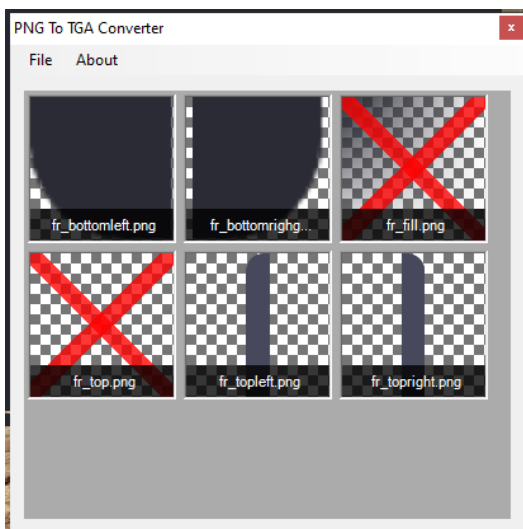 PNG To TGA Converter
x
File About
fr_bottomleft.png
fr_bottomrighg...
fr_fill.png
fr_top.png
fr_topleft.png
fr_topright.png